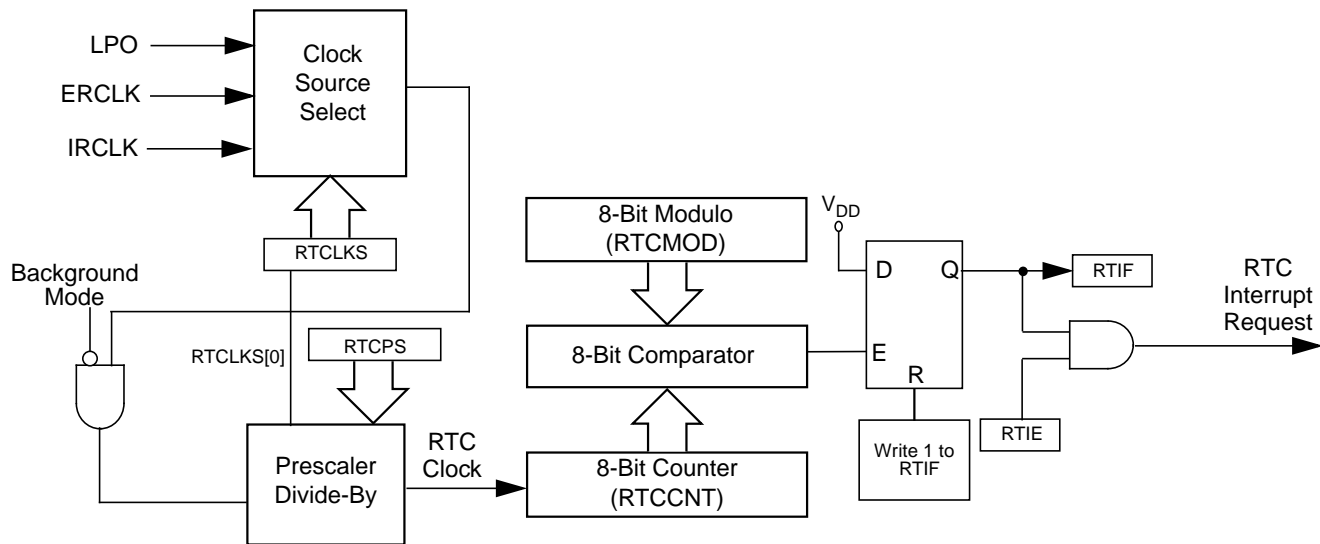 LPO
ERCLK
IRCLK
Clock
Source
Select
RTCLKS
Background
Mode
RTCLKS[0]
RTCPS
Prescaler
Divide-By
RTC
Clock
8-Bit Modulo
(RTCMOD)
8-Bit Comparator
8-Bit Counter
(RTCCNT)
VDD
D
Q
E
R
Write 1 to
RTIF
RTIF
RTIE
RTC
Interrupt
Request